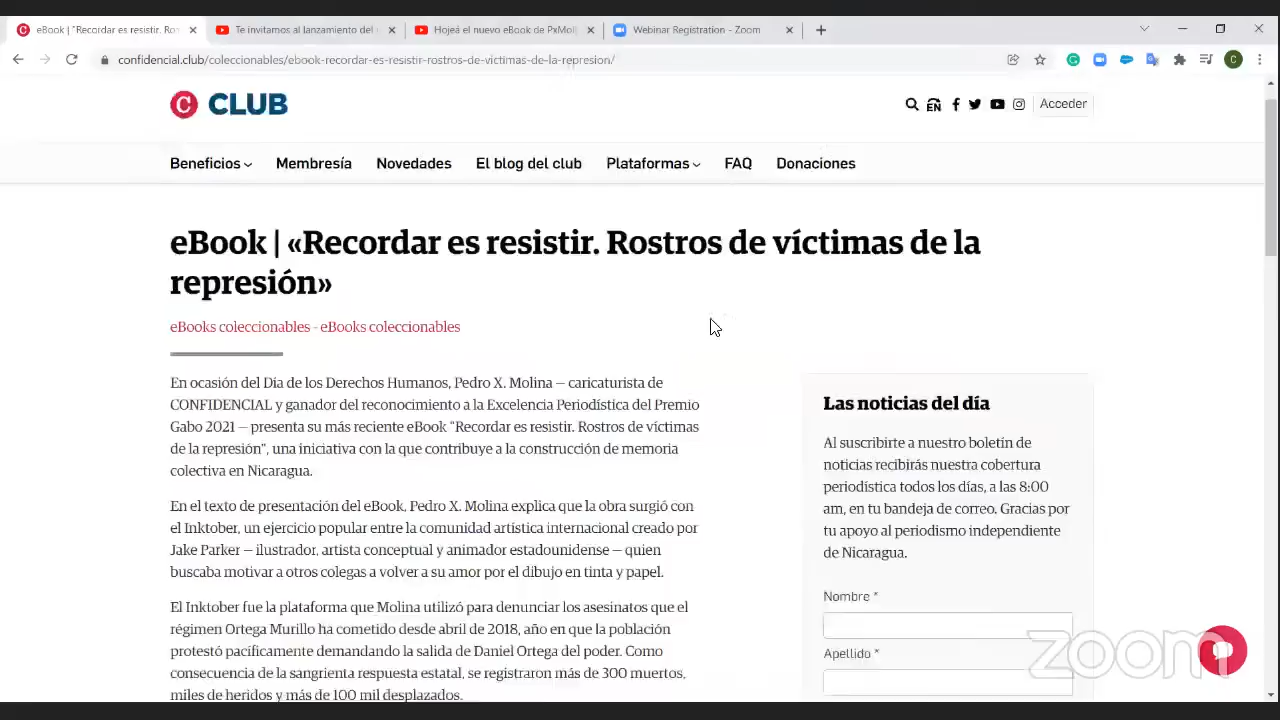 eBook | "Recordar es resistir. Ros
Te invitamos al lanzamiento del
Hojeá el nuevo eBook de PxMoli
Webinar Registration - Zoom
confidencial.club/coleccionables/ebook-recordar-es-resistir-rostros-de-victimas-de-la-represion/
C
C CLUB
EN
Acceder
Beneficios Membresía Novedades El blog del club Plataformas FAQ Donaciones
eBook | «Recordar es resistir. Rostros de víctimas de la
represión»
eBooks coleccionables - eBooks coleccionables
En ocasión del Día de los Derechos Humanos, Pedro X. Molina — caricaturista de
CONFIDENCIAL y ganador del reconocimiento a la Excelencia Periodística del Premio
Gabo 2021 — presenta su más reciente eBook “Recordar es resistir. Rostros de víctimas
de la represión”, una iniciativa con la que contribuye a la construcción de memoria
colectiva en Nicaragua.
En el texto de presentación del eBook, Pedro X. Molina explica que la obra surgió con
el Inktober, un ejercicio popular entre la comunidad artística internacional creado por
Jake Parker — ilustrador, artista conceptual y animador estadounidense — quien
buscaba motivar a otros colegas a volver a su amor por el dibujo en tinta y papel.
El Inktober fue la plataforma que Molina utilizó para denunciar los asesinatos que el
régimen Ortega Murillo ha cometido desde abril de 2018, año en que la población
protestó pacíficamente demandando la salida de Daniel Ortega del poder. Como
consecuencia de la sangrienta respuesta estatal, se registraron más de 300 muertos,
miles de heridos y más de 100 mil desplazados.
Las noticias del día
Al suscribirte a nuestro boletín de
noticias recibirás nuestra cobertura
periodística todos los días, a las 8:00
am, en tu bandeja de correo. Gracias por
tu apoyo al periodismo independiente
de Nicaragua.
Nombre *
Apellido *
zoom